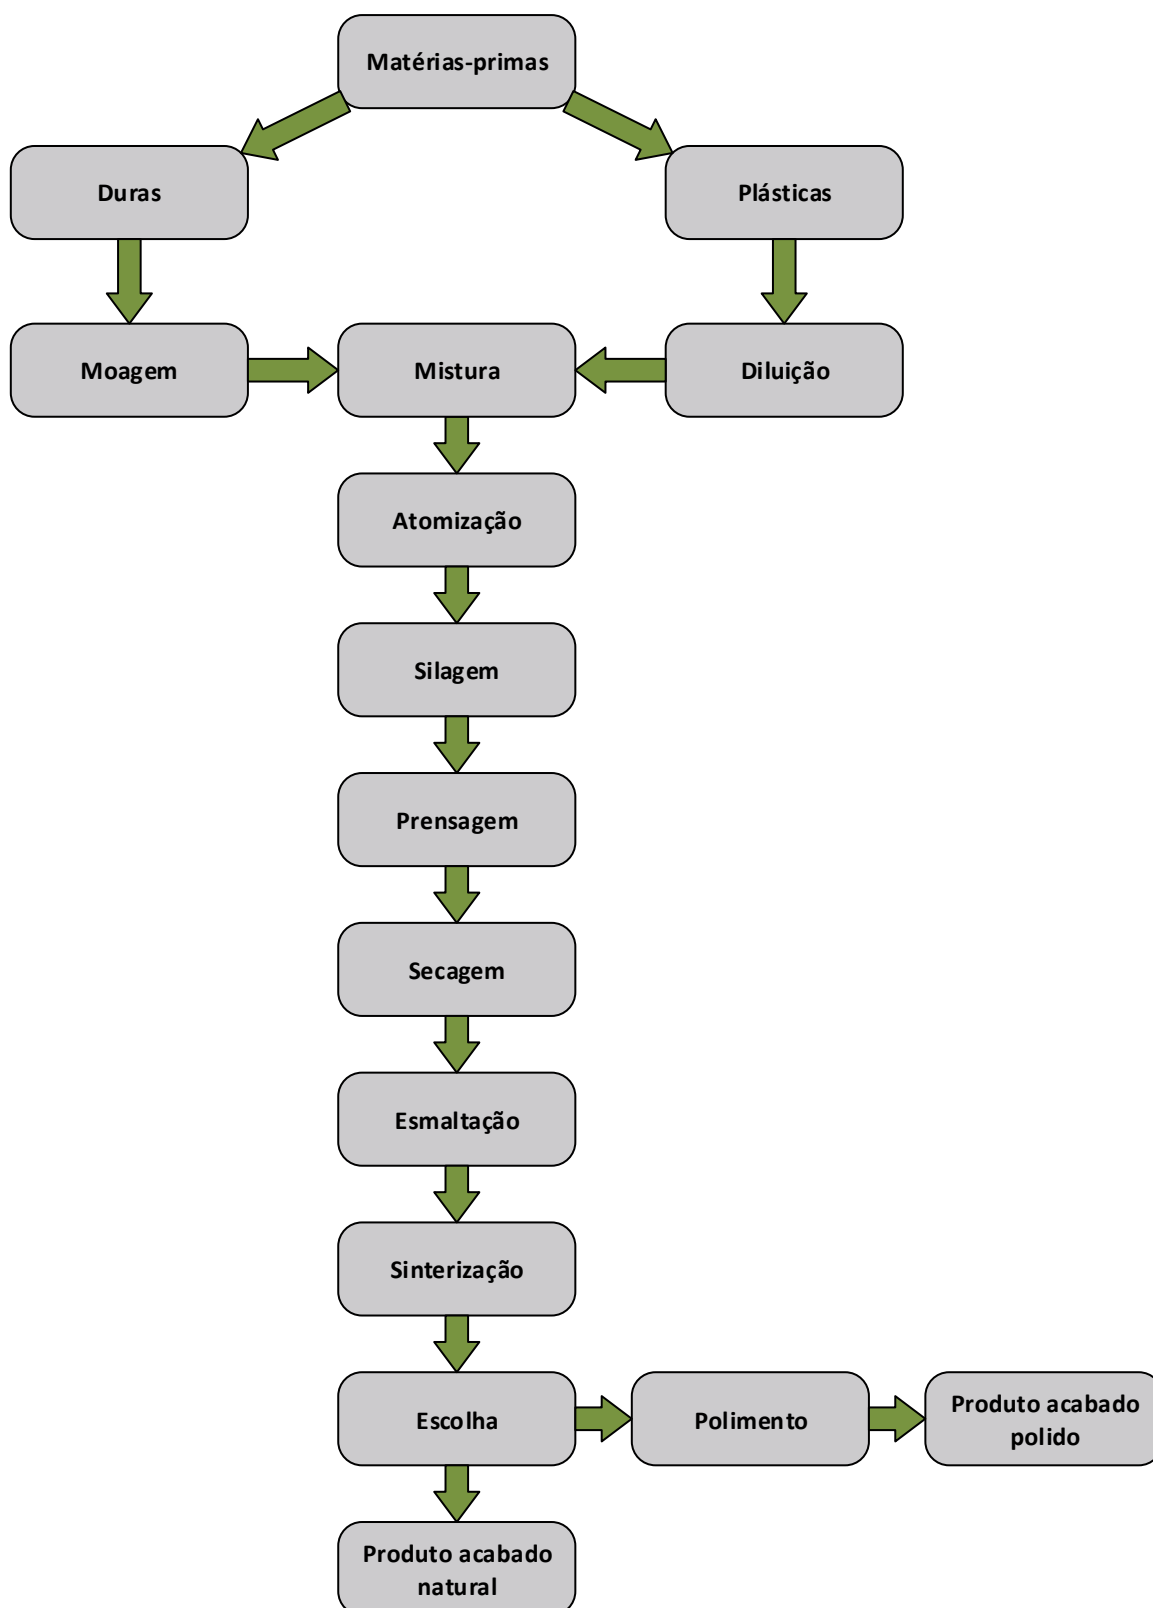 Matérias-primas
Duras
Plásticas
Moagem
Mistura
Diluição
Atomização
Silagem
Prensagem
Secagem
Esmaltação
Sinterização
Escolha
Polimento
Produto acabado
polido
Produto acabado
natural